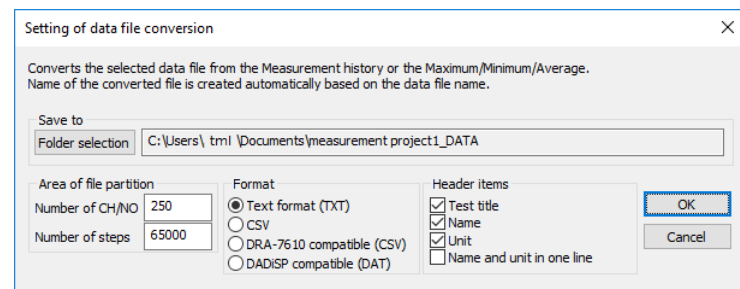 Setting of data file conversion
Converts the selected data file from the Measurement history or the Maximum/Minimum/Average.
Name of the converted file is created automatically based on the data file name.
Save to
Folder selection C:\Users\ tml \Documents\measurement project1_DATA
Area of file partition
Number of CH/NO 250
Number of steps 65000
Format
Text format (TXT)
CSV
DRA-7610 compatible (CSV)
DADiSP compatible (DAT)
Header items
Test title
Name
Unit
Name and unit in one line
OK
Cancel